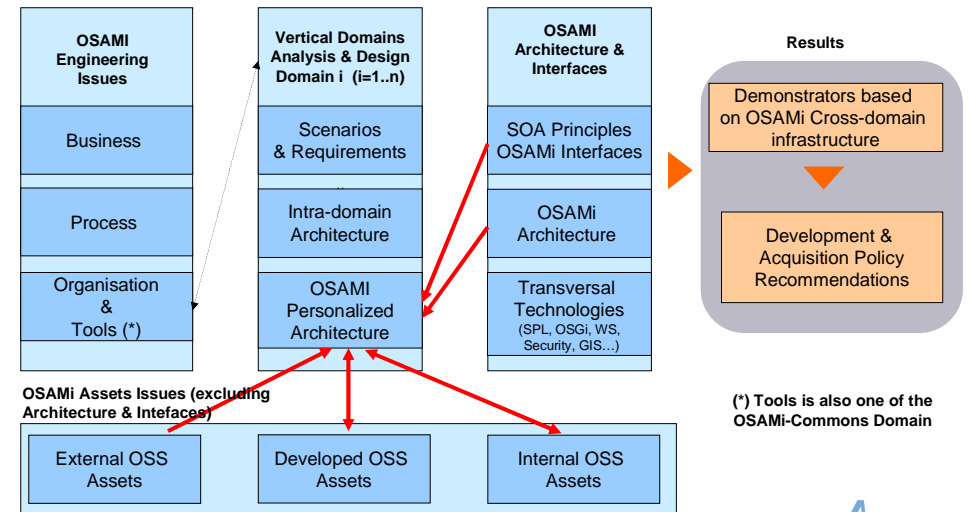 OSAMI
Engineering
Issues
Business
Process
Organisation
&
Tools (*)
Vertical Domains
Analysis & Design
Domain i (i=1..n)
Scenarios
& Requirements
..
Intra-domain
Architecture
OSAMI
Personalized
Architecture
OSAMI
Architecture &
Interfaces
SOA Principles
OSAMi Interfaces
OSAMi
Architecture
Transversal
Technologies
(SPL, OSGi, WS,
Security, GIS…)
Results
Demonstrators based
on OSAMi Cross-domain
infrastructure
Development &
Acquisition Policy
Recommendations
OSAMi Assets Issues (excluding
Architecture & Intefaces)
External OSS
Assets
Developed OSS
Assets
Internal OSS
Assets
(*) Tools is also one of the
OSAMi-Commons Domain